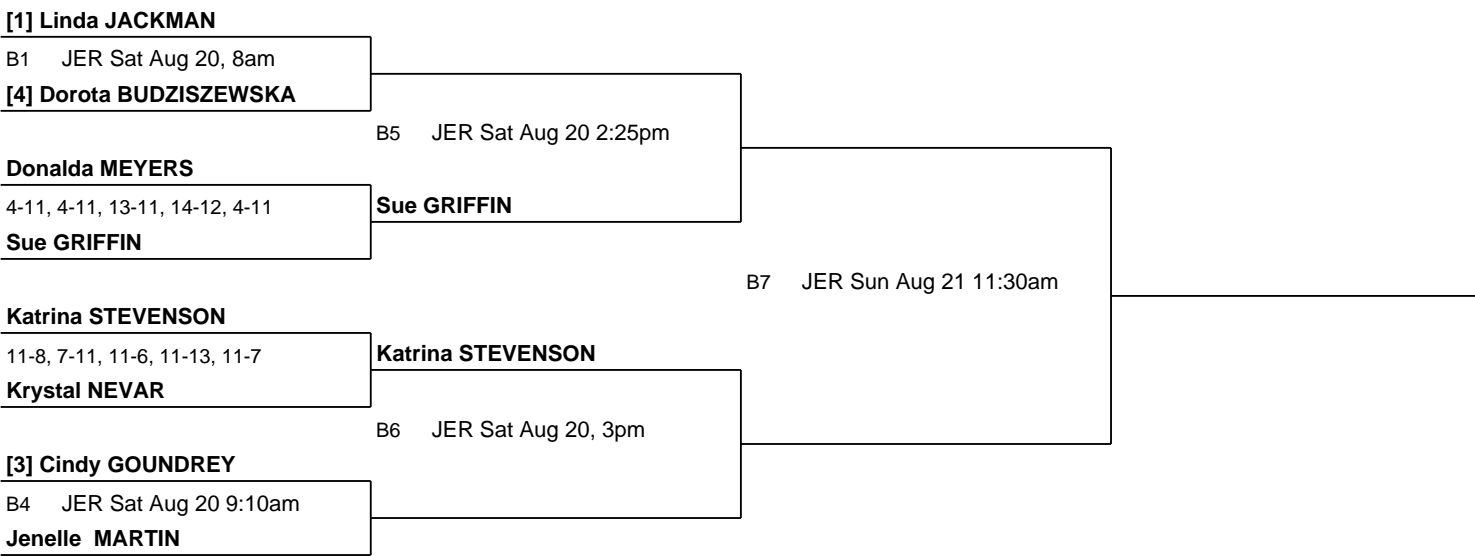 [1] Linda JACKMAN
B1 JER Sat Aug 20, 8am
[4] Dorota BUDZISZEWSKA
B5 JER Sat Aug 20 2:25pm
Donalda MEYERS
4-11, 4-11, 13-11, 14-12, 4-11
Sue GRIFFIN
Sue GRIFFIN
B7 JER Sun Aug 21 11:30am
Katrina STEVENSON
11-8, 7-11, 11-6, 11-13, 11-7
Katrina STEVENSON
Krystal NEVAR
B6 JER Sat Aug 20, 3pm
[3] Cindy GOUNDREY
B4 JER Sat Aug 20 9:10am
Jenelle MARTIN